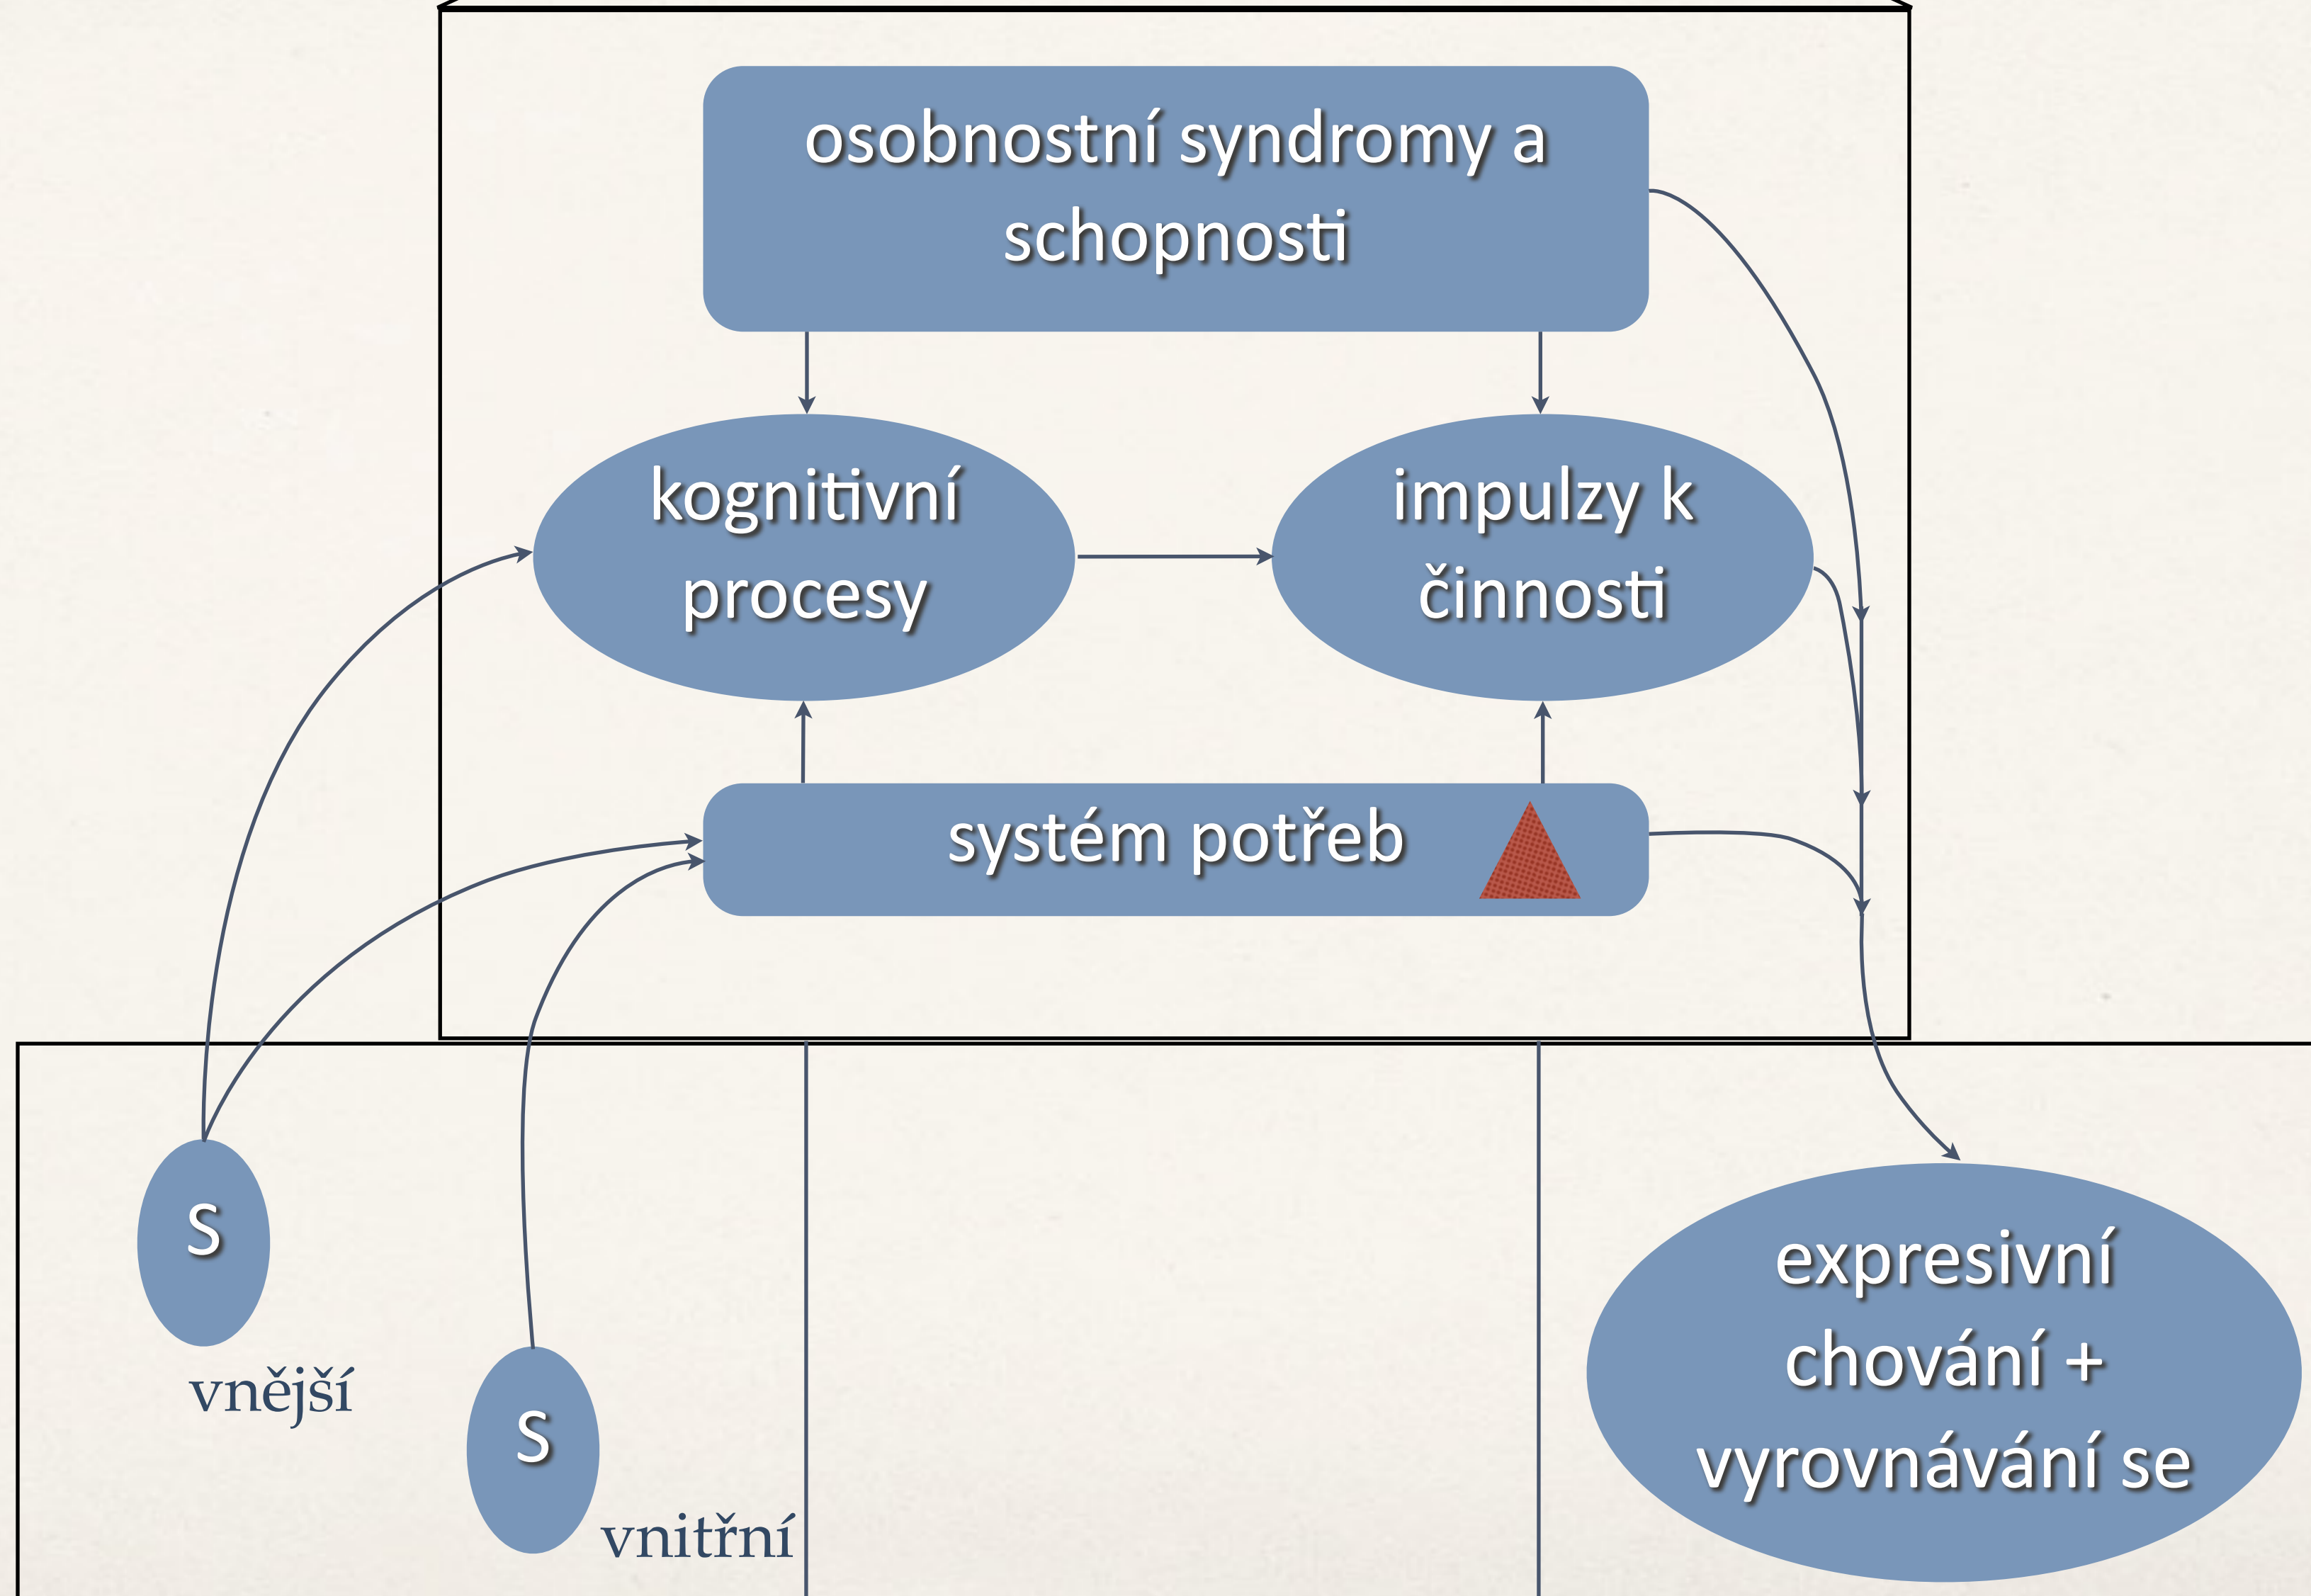 osobnostní syndromy a
schopnosti
kognitivní
procesy
impulzy k
činnosti
systém potřeb
S
vnější
S
vnitřní
expresivní
chování +
vyrovnávání se